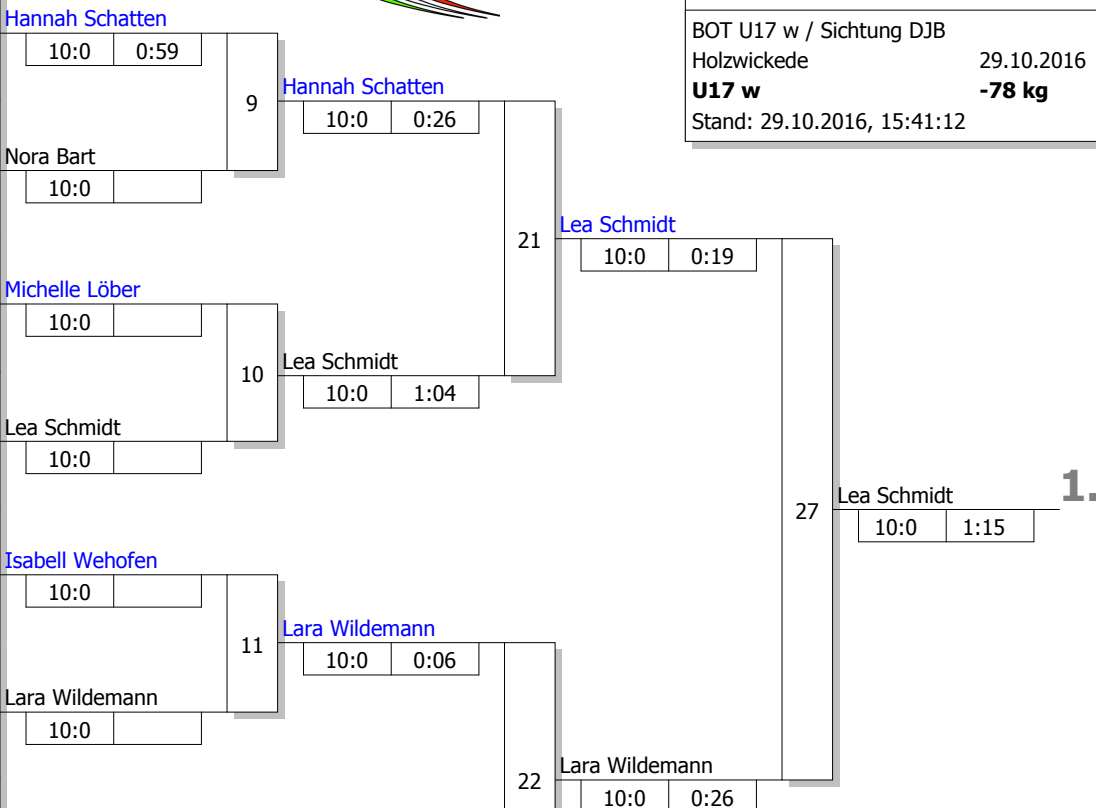 Hannah Schatten
10:0 0:59
9
Hannah Schatten
10:0 0:26
Nora Bart
10:0
BOT U17 w / Sichtung DJB
Holzwickede 29.10.2016
U17 w -78 kg
Stand: 29.10.2016, 15:41:12
21
Lea Schmidt
10:0 0:19
Michelle Löber
10:0
10
Lea Schmidt
10:0 1:04
Lea Schmidt
10:0
27
Lea Schmidt
10:0 1:15
1.
Isabell Wehofen
10:0
11
Lara Wildemann
10:0 0:06
Lara Wildemann
10:0
22
Lara Wildemann
10:0 0:26